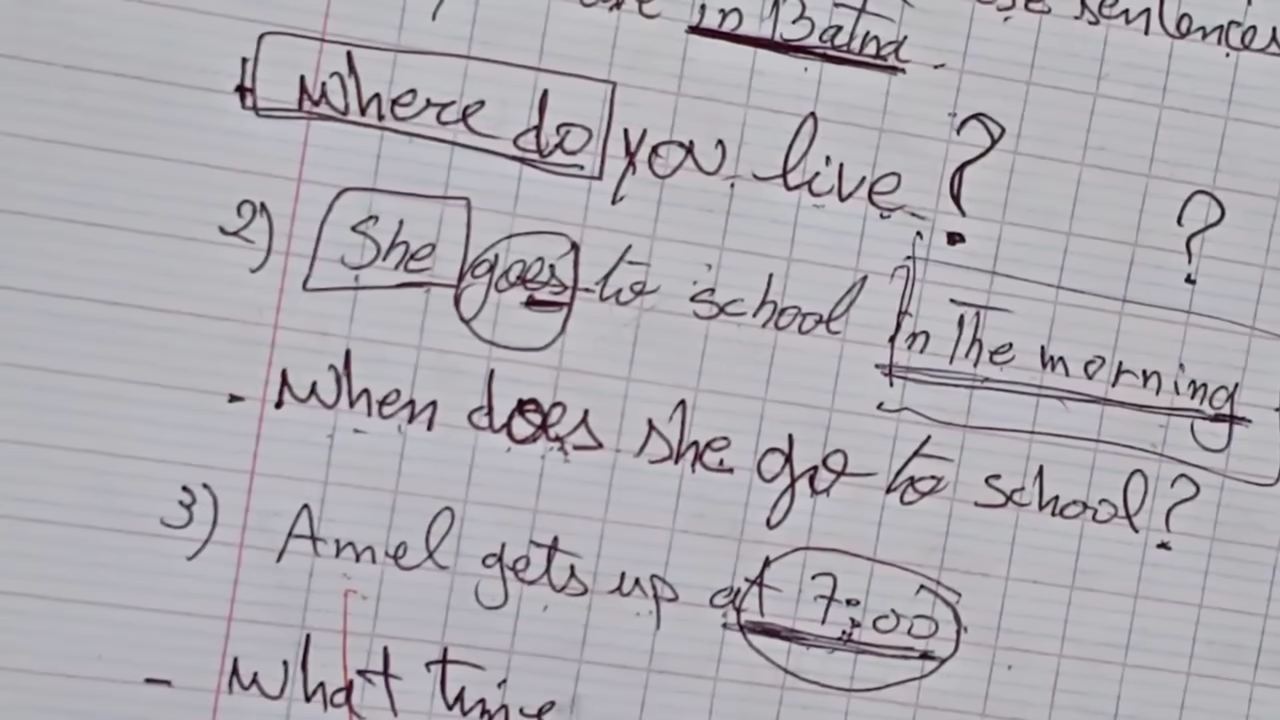 in Batna.
sentences
Where do you live?
2) She goes to school In The morning ?
- When does she go to school?
3) Amel gets up at 7:00
- What time